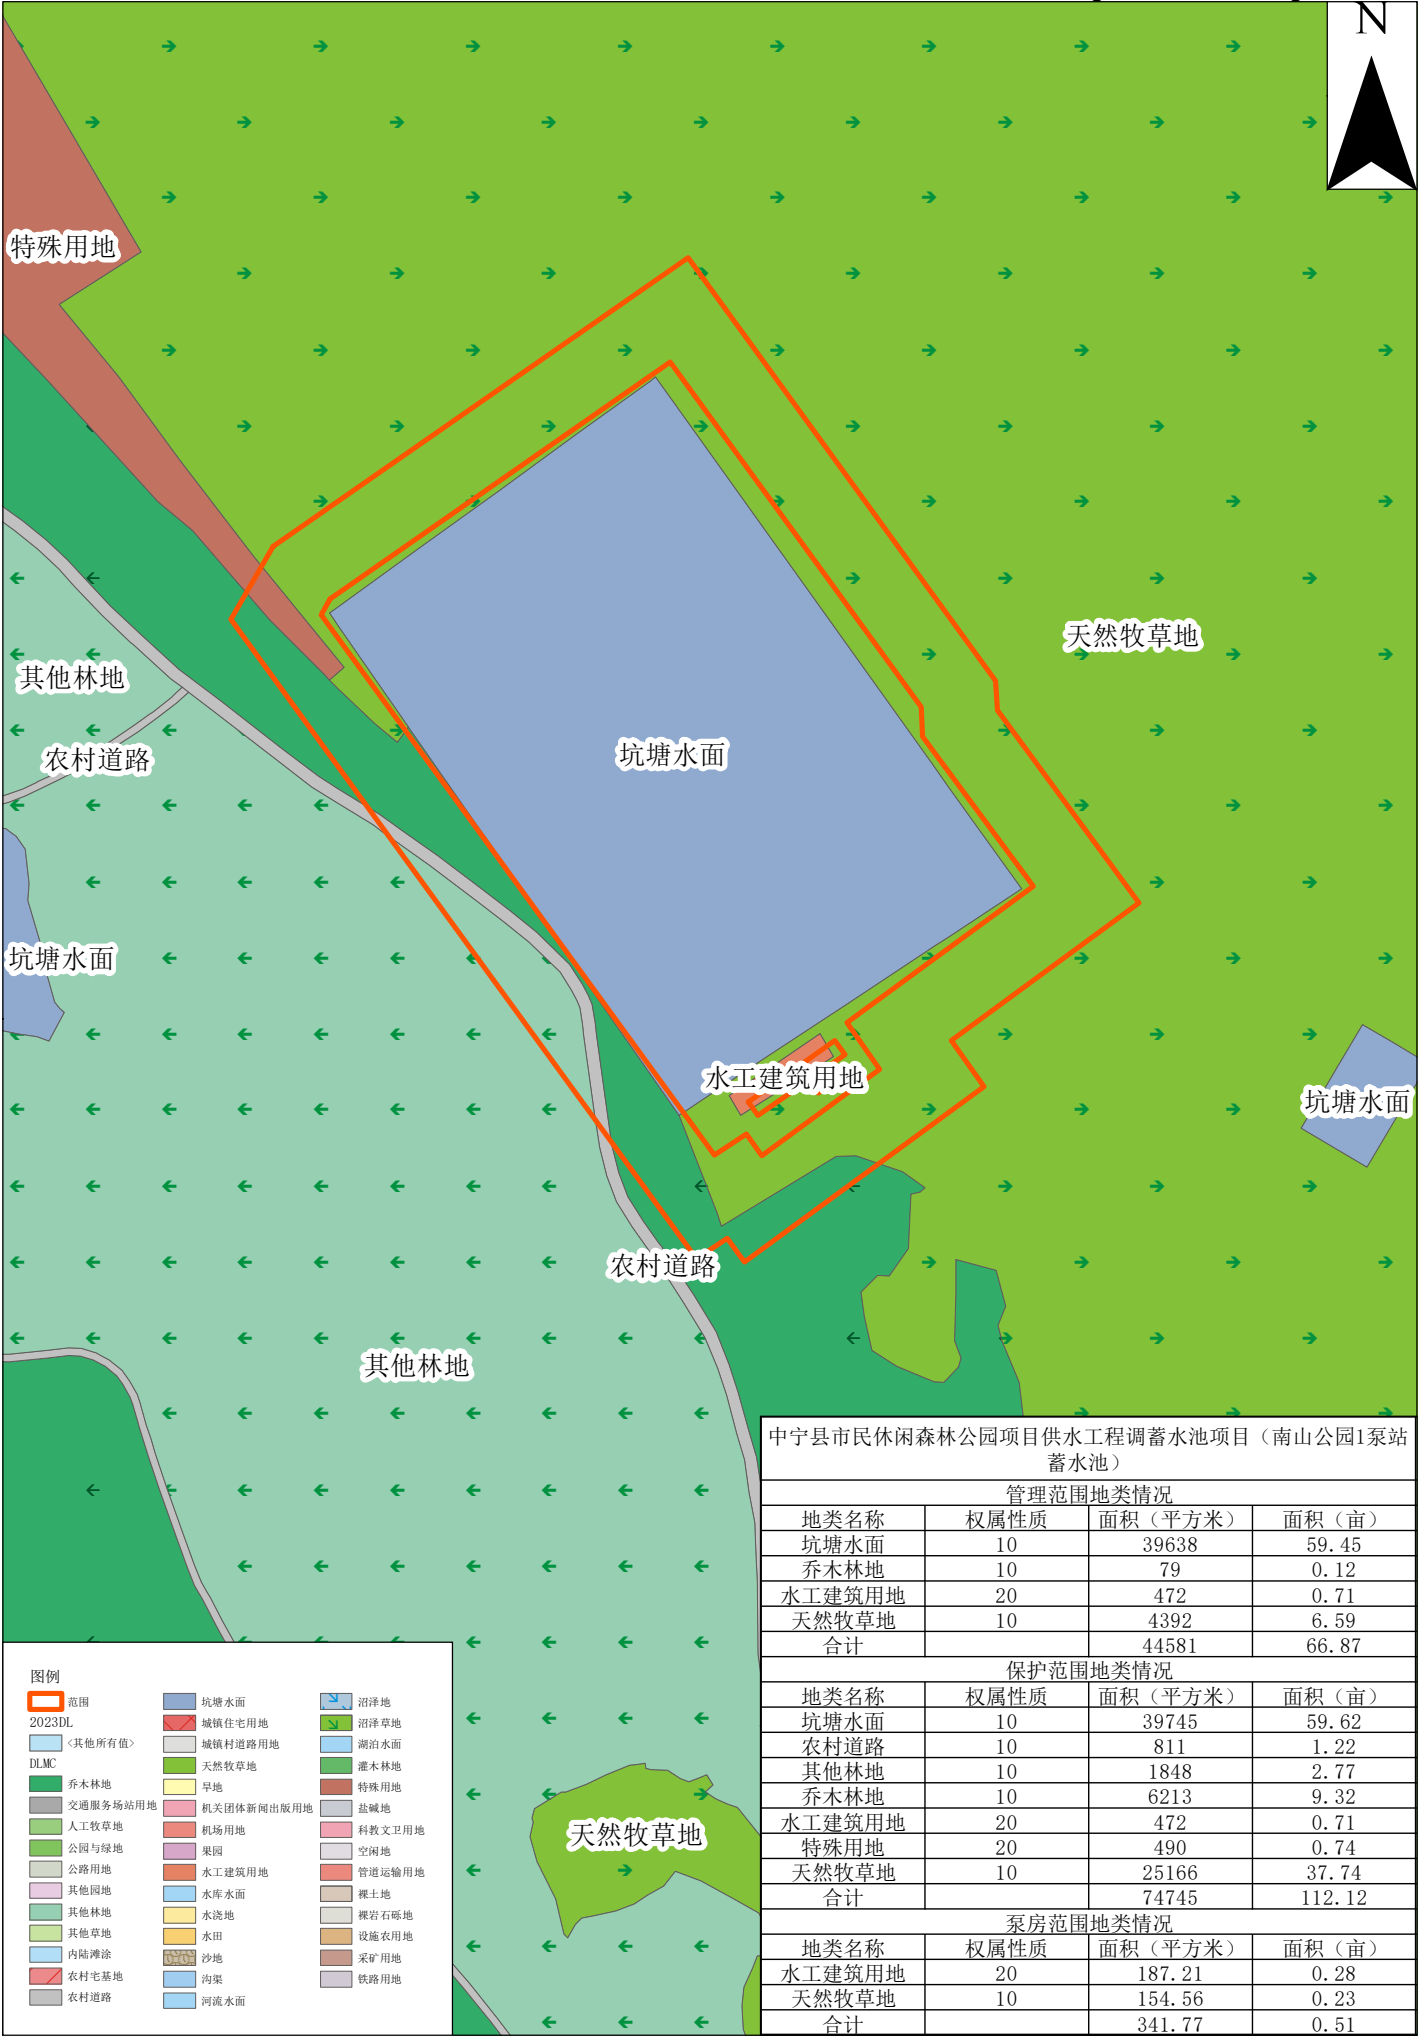 N
特殊用地
天然牧草地
其他林地
农村道路
坑塘水面
坑塘水面
水工建筑用地
坑塘水面
农村道路
其他林地
天然牧草地
中宁县市民休闲森林公园项目供水工程调蓄水池项目（南山公园1泵站
蓄水池）
管理范围地类情况
地类名称 权属性质 面积（平方米） 面积（亩）
坑塘水面 10 39638 59.45
乔木林地 10 79 0.12
水工建筑用地 20 472 0.71
天然牧草地 10 4392 6.59
合计 44581 66.87
保护范围地类情况
地类名称 权属性质 面积（平方米） 面积（亩）
坑塘水面 10 39745 59.62
农村道路 10 811 1.22
其他林地 10 1848 2.77
乔木林地 10 6213 9.32
水工建筑用地 20 472 0.71
特殊用地 20 490 0.74
天然牧草地 10 25166 37.74
合计 74745 112.12
泵房范围地类情况
地类名称 权属性质 面积（平方米） 面积（亩）
水工建筑用地 20 187.21 0.28
天然牧草地 10 154.56 0.23
合计 341.77 0.51
图例
范围
2023DL
<其他所有值>
DLMC
乔木林地
交通服务场站用地
人工牧草地
公园与绿地
公路用地
其他园地
其他林地
其他草地
内陆滩涂
农村宅基地
农村道路
坑塘水面
城镇住宅用地
城镇村道路用地
天然牧草地
旱地
机关团体新闻出版用地
机场用地
果园
水工建筑用地
水库水面
水浇地
水田
沙地
沟渠
河流水面
沼泽地
沼泽草地
湖泊水面
灌木林地
特殊用地
盐碱地
科教文卫用地
空闲地
管道运输用地
裸土地
裸岩石砾地
设施农用地
采矿用地
铁路用地